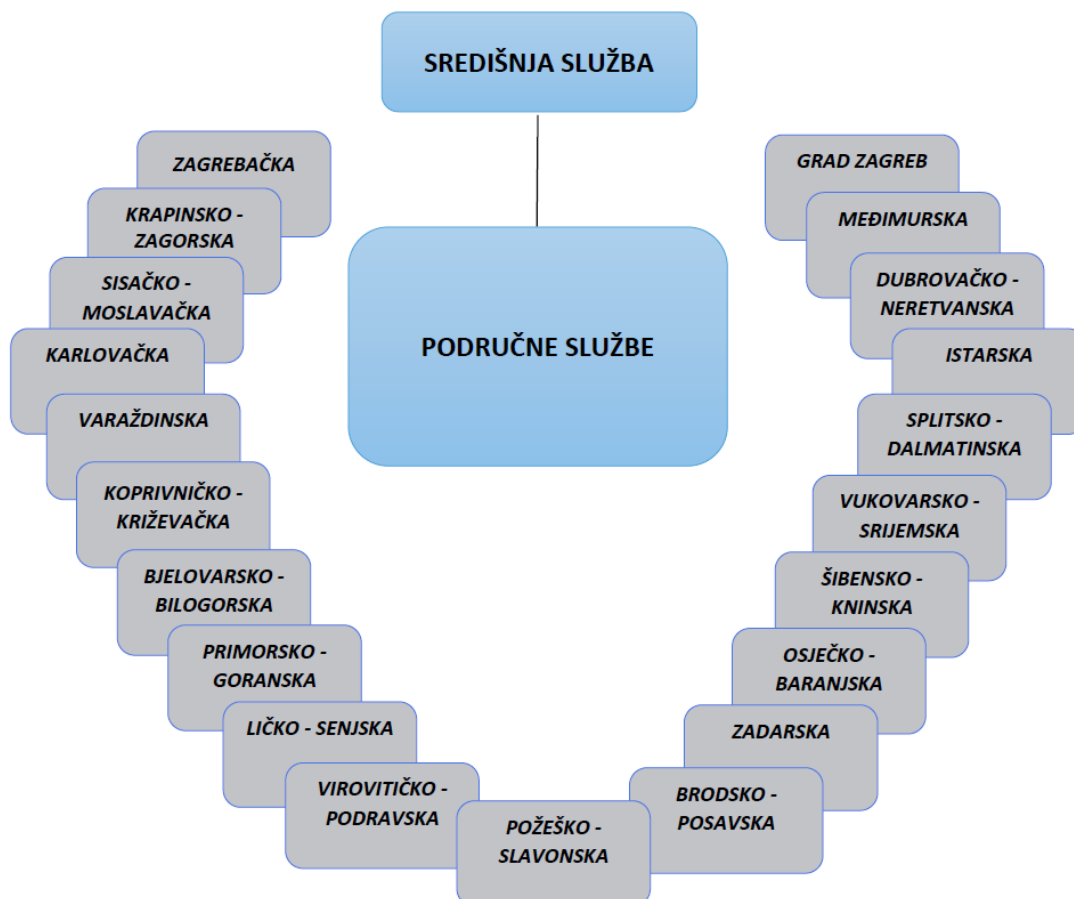 SREDIŠNJA SLUŽBA
PODRUČNE SLUŽBE
ZAGREBAČKA
KRAPINSKO -
ZAGORSKA
SISAČKO -
MOSLAVAČKA
KARLOVAČKA
VARAŽDINSKA
KOPRIVNIČKO -
KRIŽEVAČKA
BJELOVARSKO -
BILOGORSKA
PRIMORSKO -
GORANSKA
LIČKO - SENJSKA
VIROVITIČKO -
PODRAVSKA
POŽEŠKO -
SLAVONSKA
BRODSKO -
POSAVSKA
ZADARSKA
OSJEČKO -
BARANJSKA
ŠIBENSKO -
KNINSKA
VUKOVARSKO -
SRIJEMSKA
SPLITSKO -
DALMATINSKA
ISTARSKA
DUBROVAČKO -
NERETVANSKA
MEĐIMURSKA
GRAD ZAGREB